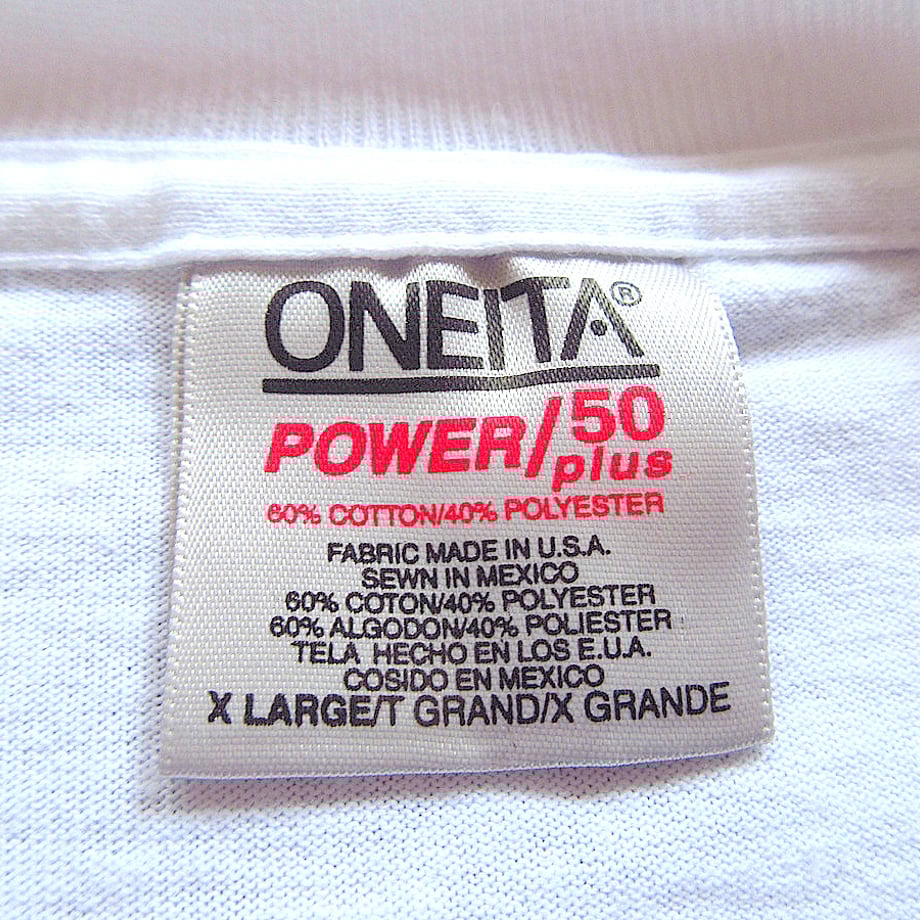 ONEITA®
POWER/50 plus
60% COTTON/40% POLYESTER
FABRIC MADE IN U.S.A.
SEWN IN MEXICO
60% COTON/40% POLYESTER
60% ALGODON/40% POLIESTER
TELA HECHO EN LOS E.U.A.
COSIDO EN MEXICO
X LARGE/T GRAND/X GRANDE